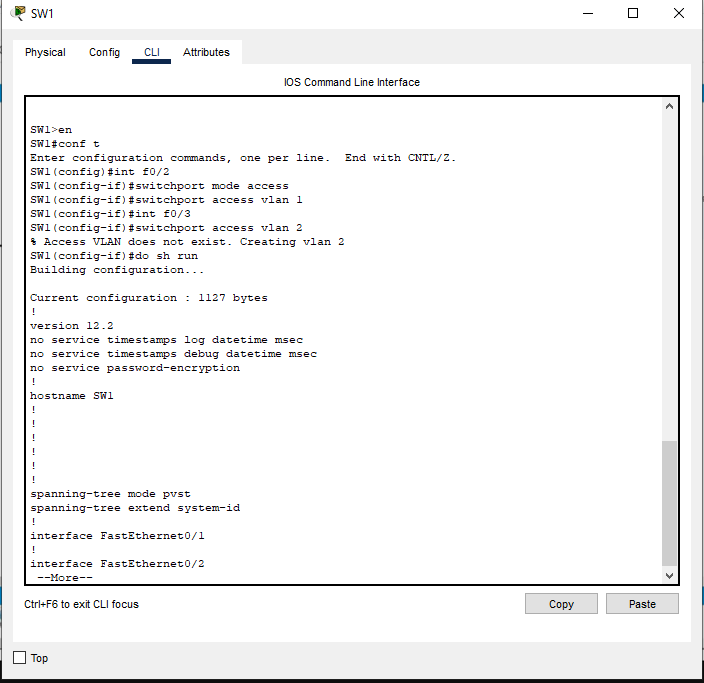 SW1
Physical Config CLI Attributes
IOS Command Line Interface
SW1>en
SW1#conf t
Enter configuration commands, one per line.  End with CNTL/Z.
SW1(config)#int f0/2
SW1(config-if)#switchport mode access
SW1(config-if)#switchport access vlan 1
SW1(config-if)#int f0/3
SW1(config-if)#switchport access vlan 2
% Access VLAN does not exist. Creating vlan 2
SW1(config-if)#do sh run
Building configuration...
Current configuration : 1127 bytes
!
version 12.2
no service timestamps log datetime msec
no service timestamps debug datetime msec
no service password-encryption
!
hostname SW1
!
!
!
!
!
!
spanning-tree mode pvst
spanning-tree extend system-id
!
interface FastEthernet0/1
!
interface FastEthernet0/2
--More--
Ctrl+F6 to exit CLI focus
Copy
Paste
Top